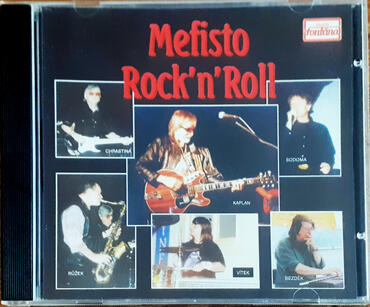 Mefisto
Rock'n'Roll
fontána
CHRASTINA
SODOMA
KAPLAN
RŮŽEK
VÍTEK
BEZDĚK